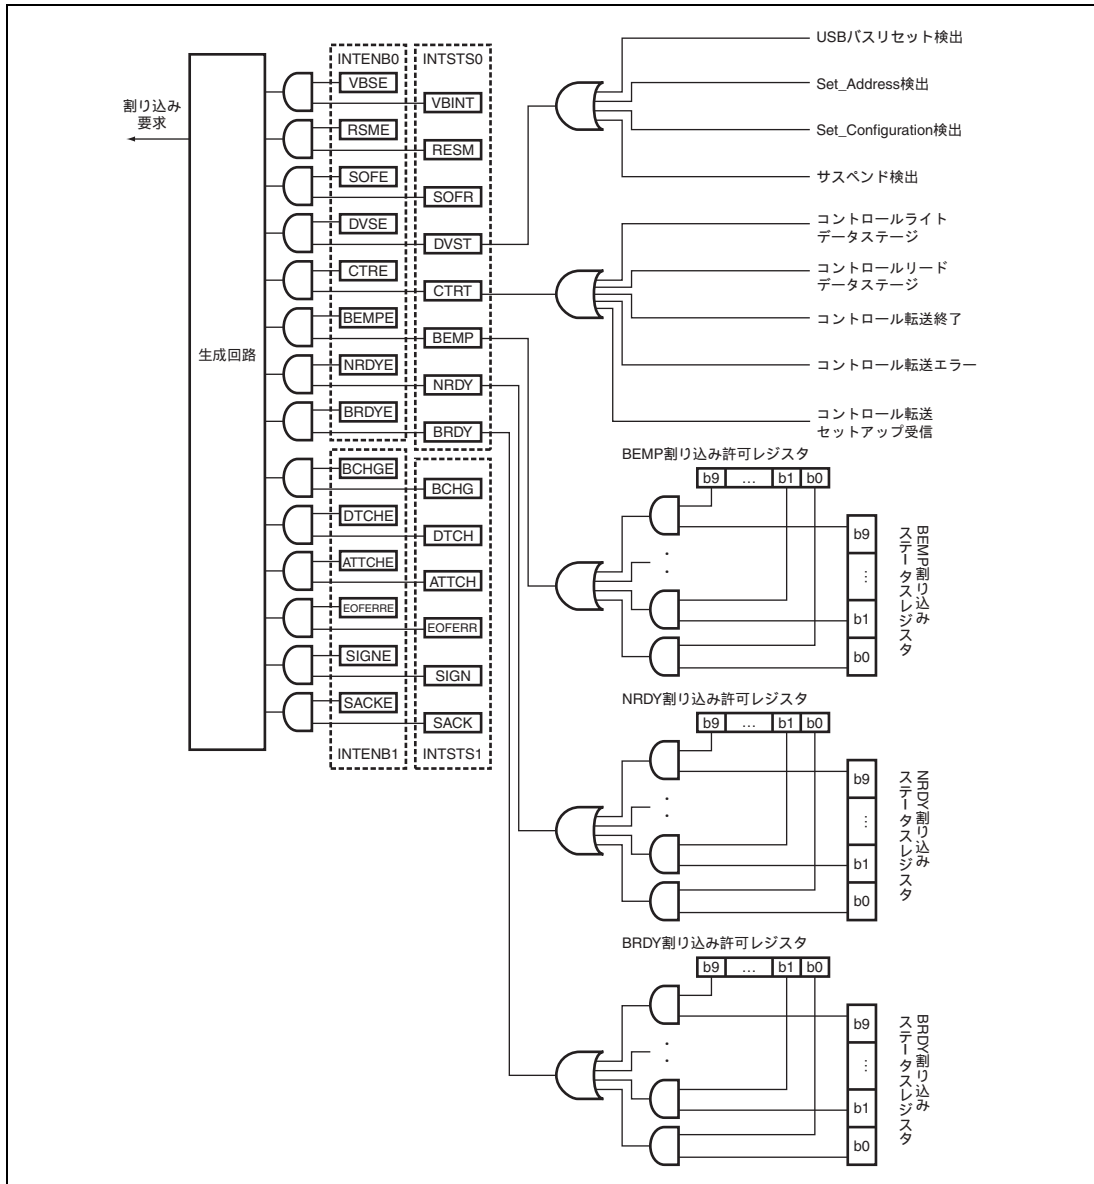 割り込み
要求
生成回路
INTENB0
VBSE
RSME
SOFE
DVSE
CTRE
BEMPE
NRDYE
BRDYE
BCHGE
DTCHE
ATTCHE
EOFERRE
SIGNE
SACKE
INTENB1
INTSTS0
VBINT
RESM
SOFR
DVST
CTRT
BEMP
NRDY
BRDY
BCHG
DTCH
ATTCH
EOFERR
SIGN
SACK
INTSTS1
USBバスリセット検出
Set_Address検出
Set_Configuration検出
サスペンド検出
コントロールライト
データステージ
コントロールリード
データステージ
コントロール転送終了
コントロール転送エラー
コントロール転送
セットアップ受信
BEMP割り込み許可レジスタ
b9 … b1 b0
b9
…
b1
b0
BEMP割り込み
ステータスレジスタ
NRDY割り込み許可レジスタ
b9 … b1 b0
b9
…
b1
b0
NRDY割り込み
ステータスレジスタ
BRDY割り込み許可レジスタ
b9 … b1 b0
b9
…
b1
b0
BRDY割り込み
ステータスレジスタ